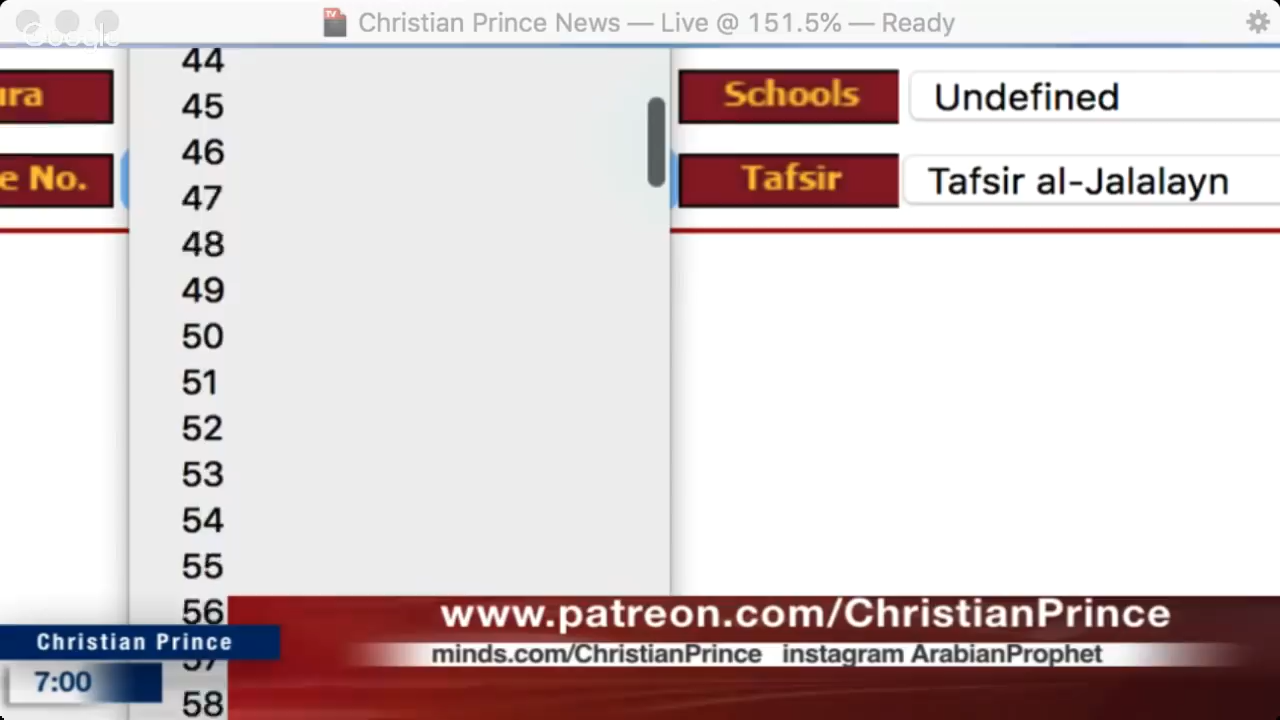 Christian Prince News — Live @ 151.5% — Ready
Google
44
ura
45
Schools
Undefined
46
47
e No.
Tafsir
Tafsir al-Jalalayn
48
49
50
51
52
53
54
55
56
57
58
www.patreon.com/ChristianPrince
minds.com/ChristianPrince instagram ArabianProphet
Christian Prince
7:00